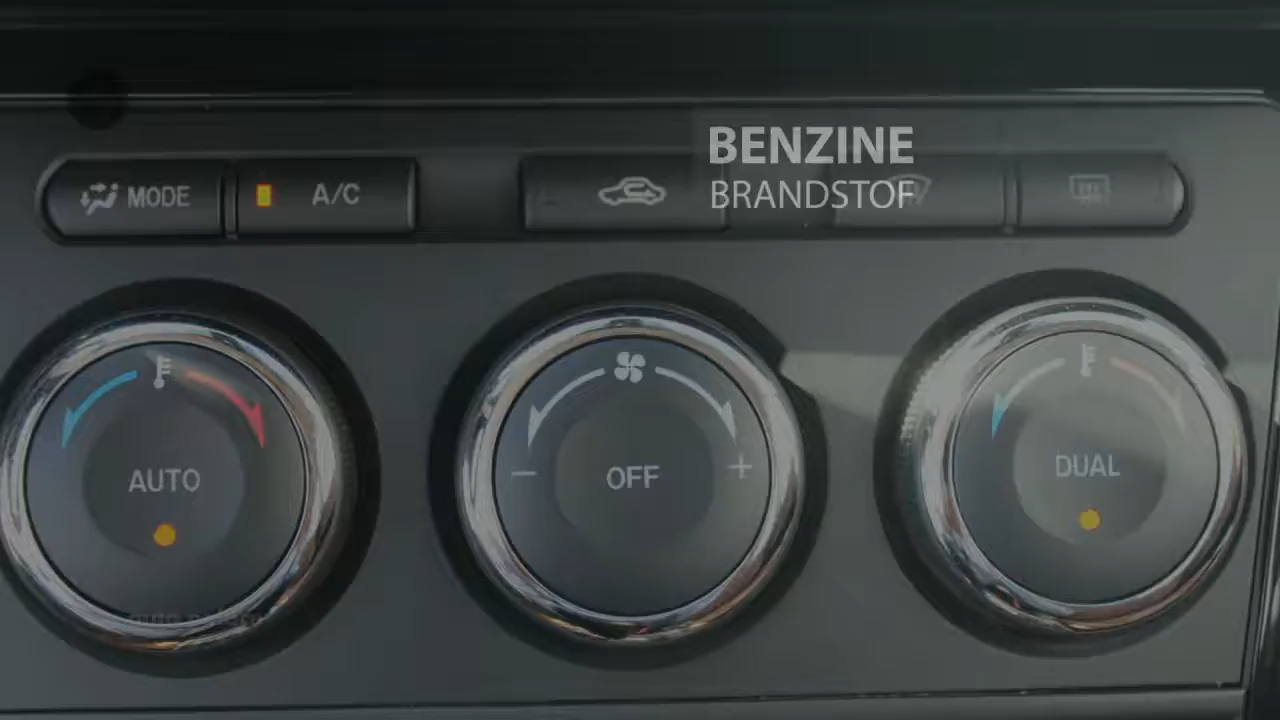 BENZINE
BRANDSTOF
MODE
A/C
AUTO
OFF
DUAL